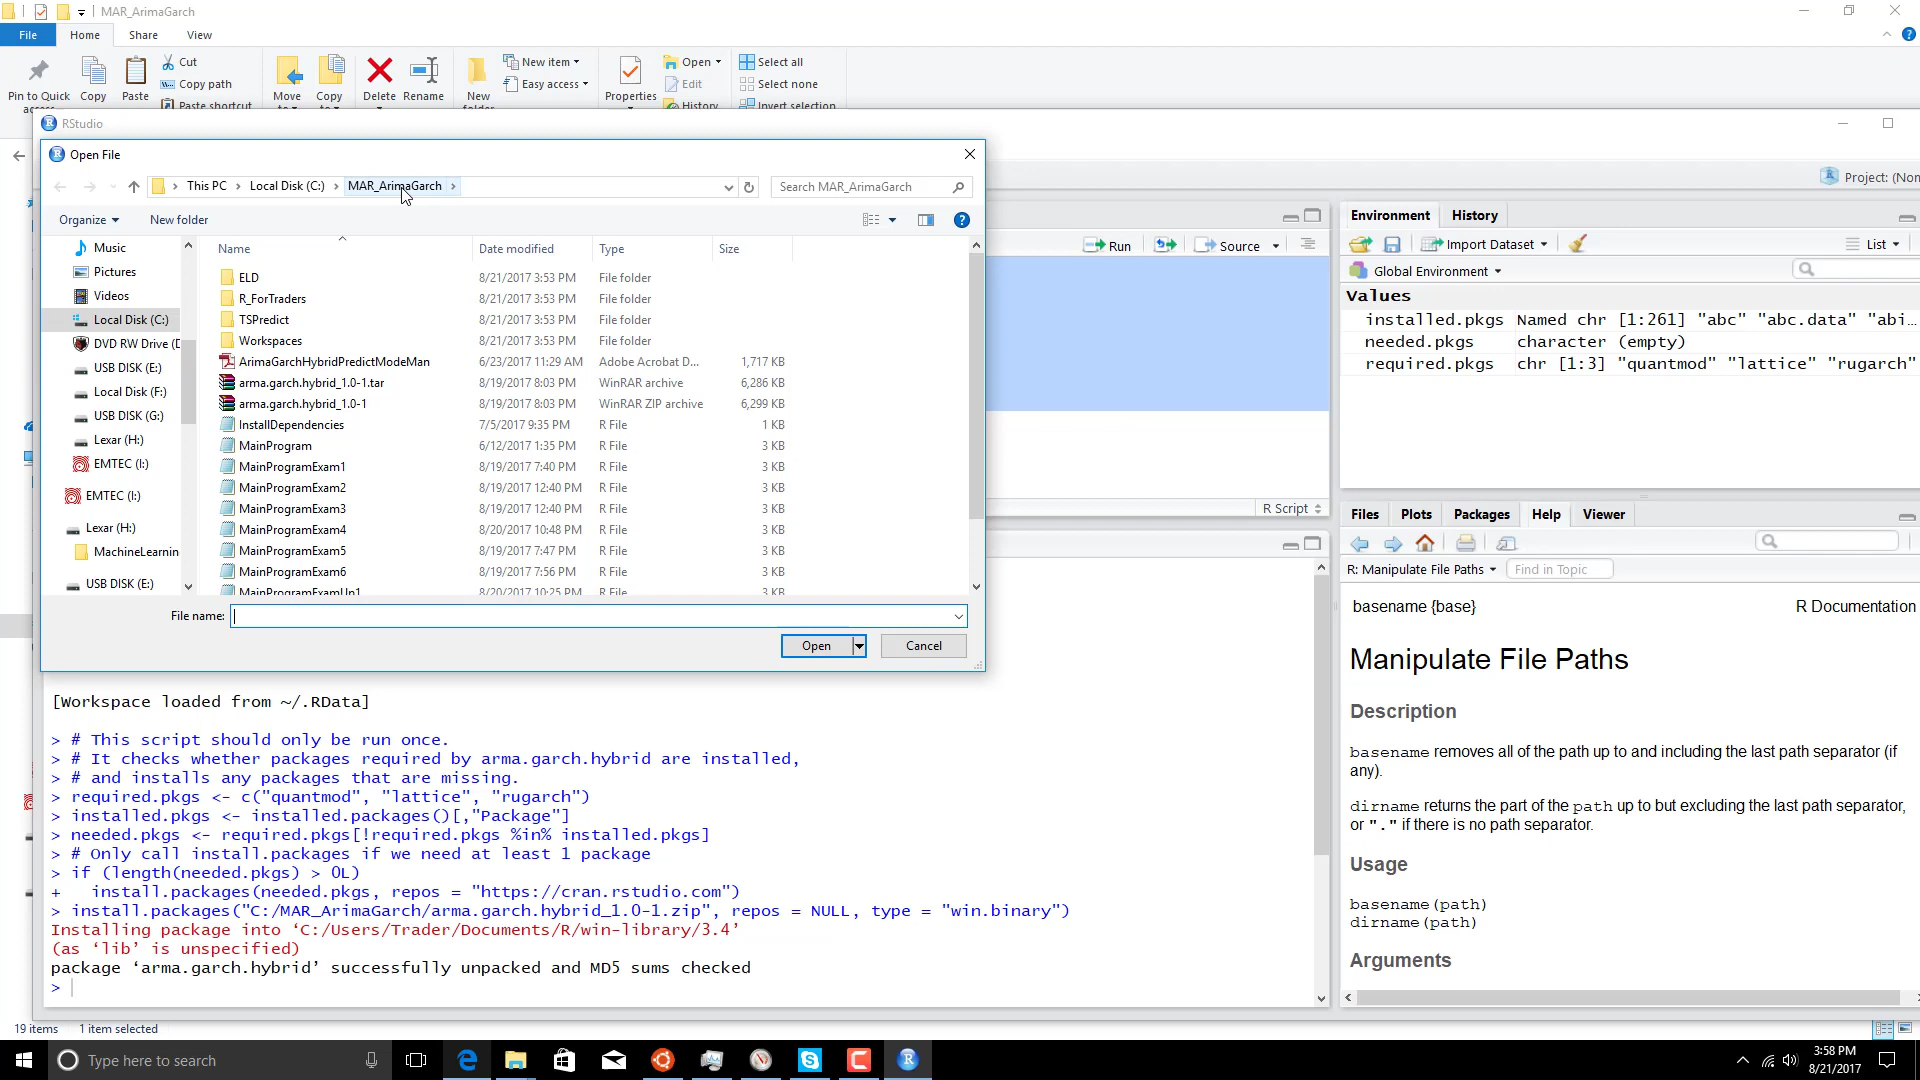 MAR_ArimaGarch
File Home Share View
Cut
Copy path
Paste shortcut
Pin to Quick
Copy
Paste
Move
Copy
Delete
Rename
New
New item
Easy access
Properties
Open
Edit
History
Select all
Select none
Invert selection
RStudio
Open File
This PC Local Disk (C:) MAR_ArimaGarch
Search MAR_ArimaGarch
Organize New folder
Music
Pictures
Videos
Local Disk (C:)
DVD RW Drive (D
USB DISK (E:)
Local Disk (F:)
USB DISK (G:)
Lexar (H:)
EMTEC (I:)
EMTEC (I:)
Lexar (H:)
MachineLearnin
USB DISK (E:)
Name Date modified Type Size
ELD 8/21/2017 3:53 PM File folder
R_ForTraders 8/21/2017 3:53 PM File folder
TSPredict 8/21/2017 3:53 PM File folder
Workspaces 8/21/2017 3:53 PM File folder
ArimaGarchHybridPredictModeMan 6/23/2017 11:29 AM Adobe Acrobat D... 1,717 KB
arma.garch.hybrid_1.0-1.tar 8/19/2017 8:03 PM WinRAR archive 6,286 KB
arma.garch.hybrid_1.0-1 8/19/2017 8:03 PM WinRAR ZIP archive 6,299 KB
InstallDependencies 7/5/2017 9:35 PM R File 1 KB
MainProgram 6/12/2017 1:35 PM R File 3 KB
MainProgramExam1 8/19/2017 7:40 PM R File 3 KB
MainProgramExam2 8/19/2017 12:40 PM R File 3 KB
MainProgramExam3 8/19/2017 12:40 PM R File 3 KB
MainProgramExam4 8/20/2017 10:48 PM R File 3 KB
MainProgramExam5 8/19/2017 7:47 PM R File 3 KB
MainProgramExam6 8/19/2017 7:56 PM R File 3 KB
MainProgramExamUn1 8/20/2017 10:25 PM R File 3 KB
File name:
Open Cancel
Run Source
R Script
Project: (Non
Environment History
Import Dataset List
Global Environment
Values
installed.pkgs Named chr [1:261] "abc" "abc.data" "abi...
needed.pkgs character (empty)
required.pkgs chr [1:3] "quantmod" "lattice" "rugarch"
Files Plots Packages Help Viewer
R: Manipulate File Paths Find in Topic
basename {base} R Documentation
Manipulate File Paths
Description
basename removes all of the path up to and including the last path separator (if
any).
dirname returns the part of the path up to but excluding the last path separator,
or "." if there is no path separator.
Usage
basename(path)
dirname(path)
Arguments
[Workspace loaded from ~/.RData]
> # This script should only be run once.
> # It checks whether packages required by arma.garch.hybrid are installed,
> # and installs any packages that are missing.
> required.pkgs <- c("quantmod", "lattice", "rugarch")
> installed.pkgs <- installed.packages()[,"Package"]
> needed.pkgs <- required.pkgs[!required.pkgs %in% installed.pkgs]
> # Only call install.packages if we need at least 1 package
> if (length(needed.pkgs) > 0L)
+   install.packages(needed.pkgs, repos = "https://cran.rstudio.com")
> install.packages("C:/MAR_ArimaGarch/arma.garch.hybrid_1.0-1.zip", repos = NULL, type = "win.binary")
Installing package into ‘C:/Users/Trader/Documents/R/win-library/3.4’
(as ‘lib’ is unspecified)
package ‘arma.garch.hybrid’ successfully unpacked and MD5 sums checked
>
19 items 1 item selected
Type here to search
3:58 PM
8/21/2017